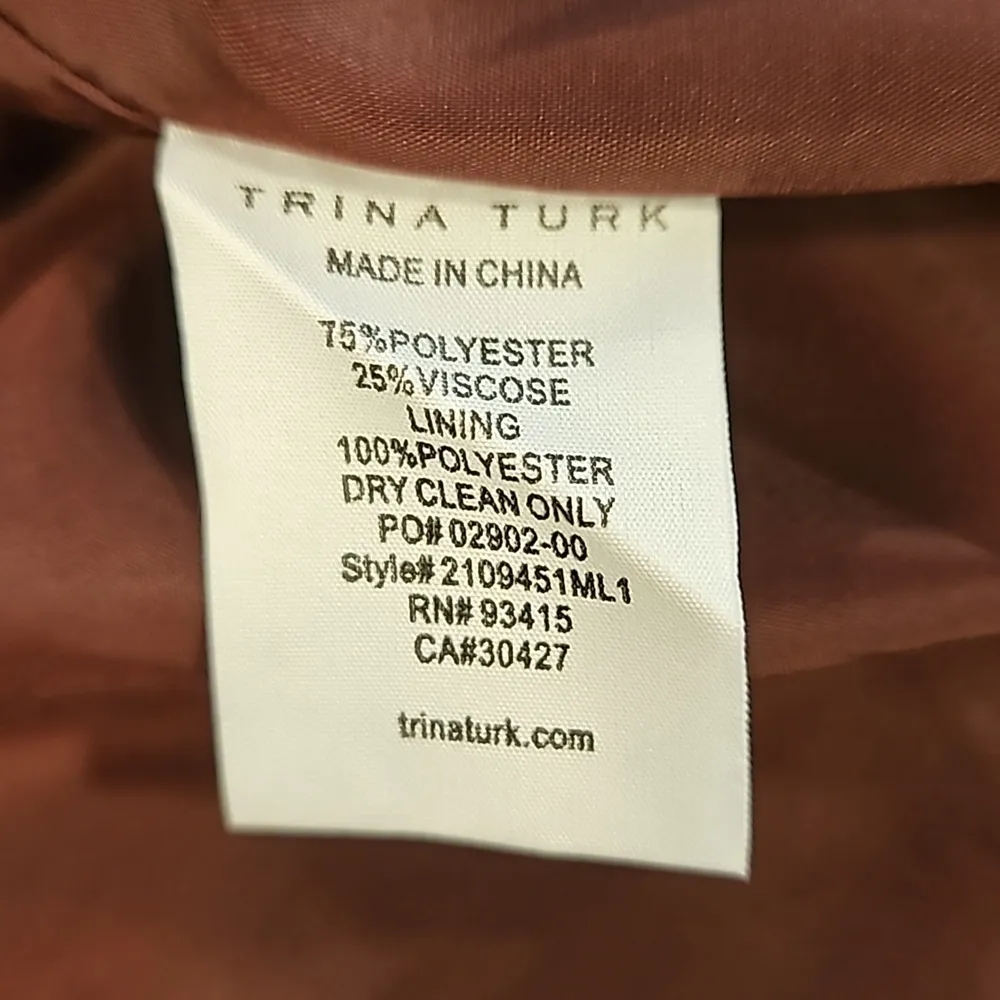 TRINA TURK
MADE IN CHINA
75%POLYESTER
25%VISCOSE
LINING
100%POLYESTER
DRY CLEAN ONLY
PO# 02902-00
Style# 2109451ML1
RN# 93415
CA#30427
trinaturk.com